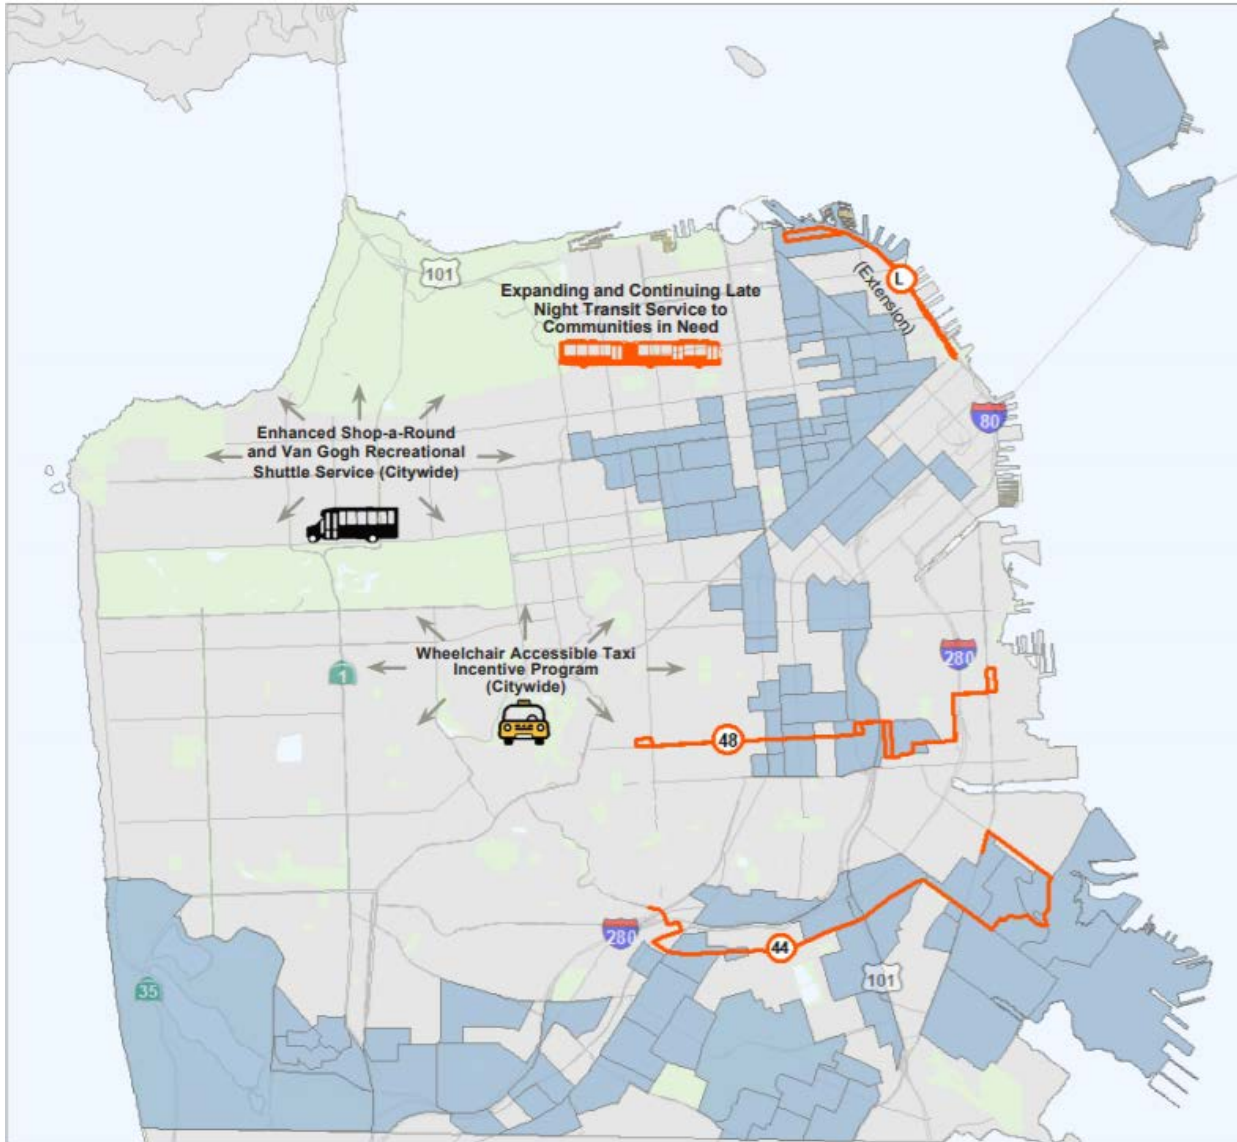 101
L
(Extension)
Expanding and Continuing Late
Night Transit Service to
Communities in Need
80
Enhanced Shop-a-Round
and Van Gogh Recreational
Shuttle Service (Citywide)
280
Wheelchair Accessible Taxi
Incentive Program
(Citywide)
1
48
280
44
101
35